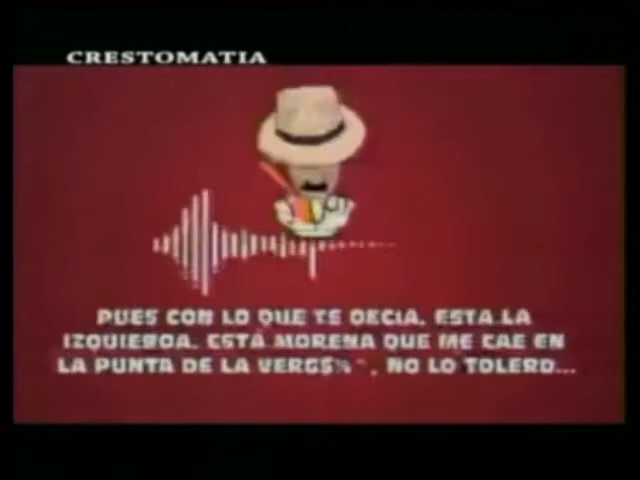 CRESTOMATIA
PUES CON LO QUE TE DECIA, ESTA LA
IZQUIERDA, ESTÁ MORENA QUE ME CAE EN
LA PUNTA DE LA VERG$%", NO LO TOLERO...